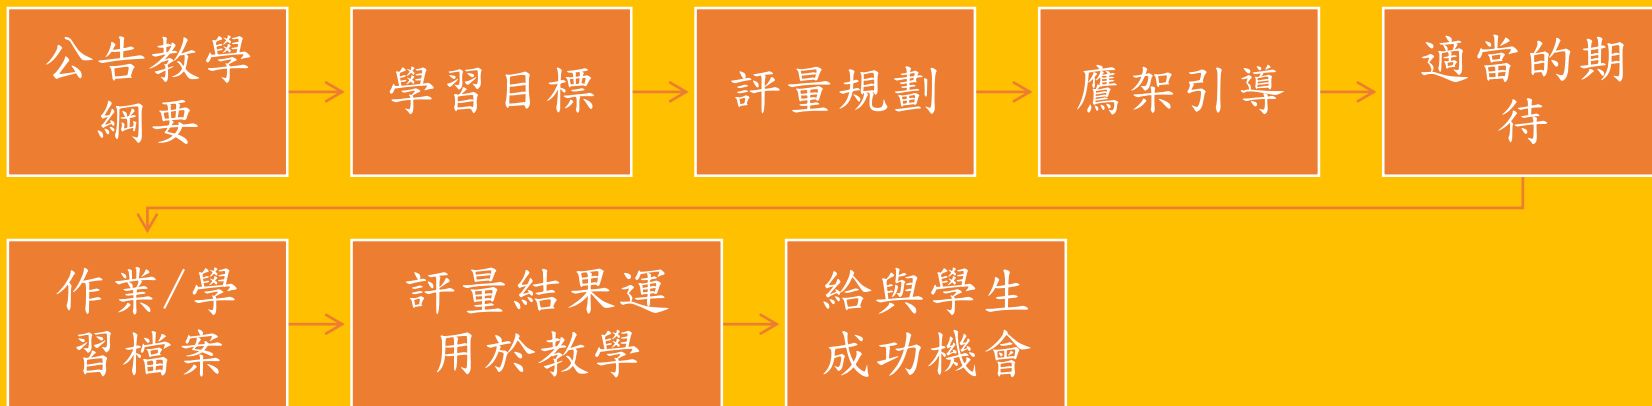 公告教學
綱要
學習目標
評量規劃
鷹架引導
適當的期
待
作業/學
習檔案
評量結果運
用於教學
給與學生
成功機會